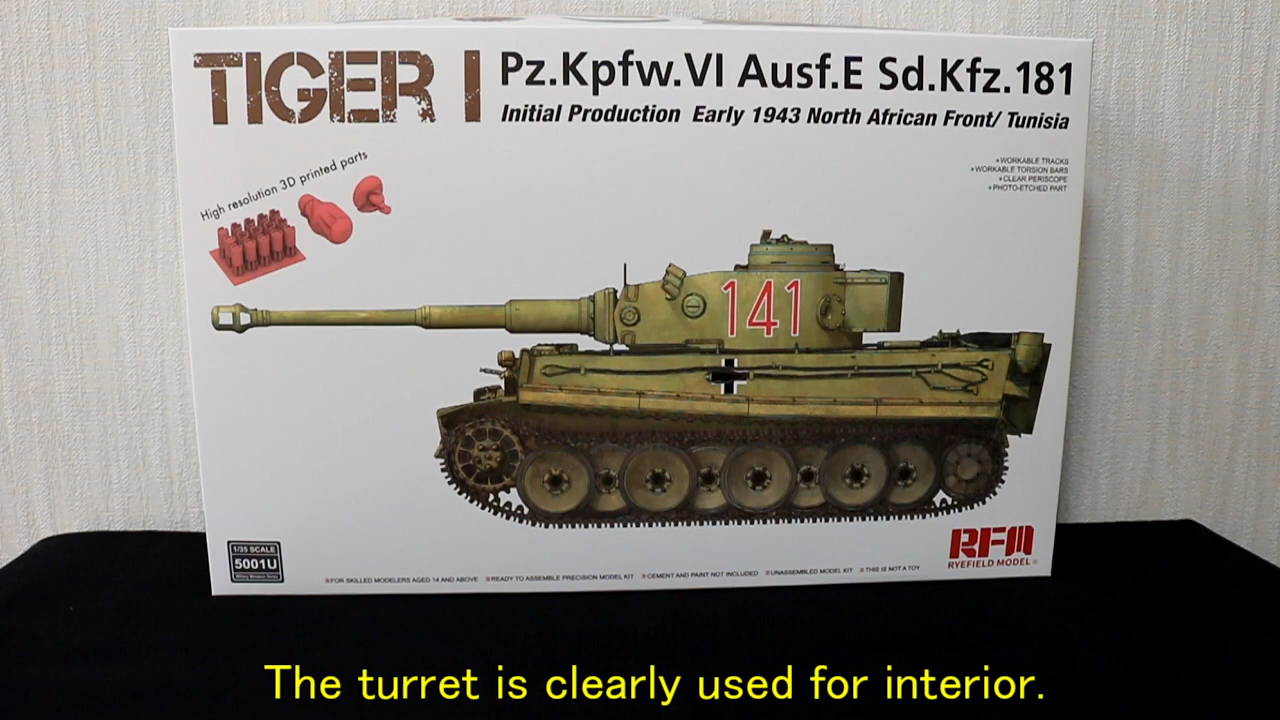 TIGER I
Pz.Kpfw.VI Ausf.E Sd.Kfz.181
Initial Production Early 1943 North African Front/ Tunisia
High resolution 3D printed parts
WORKABLE TRACKS
WORKABLE TORSION BARS
CLEAR PERISCOPE
PHOTO-ETCHED PART
141
1/35 SCALE
5001U
RFM
RYEFIELD MODEL
FOR SKILLED MODELERS AGED 14 AND ABOVE READY TO ASSEMBLE PRECISION MODEL KIT CEMENT AND PAINT NOT INCLUDED UNASSEMBLED MODEL KIT THIS IS NOT A TOY
The turret is clearly used for interior.